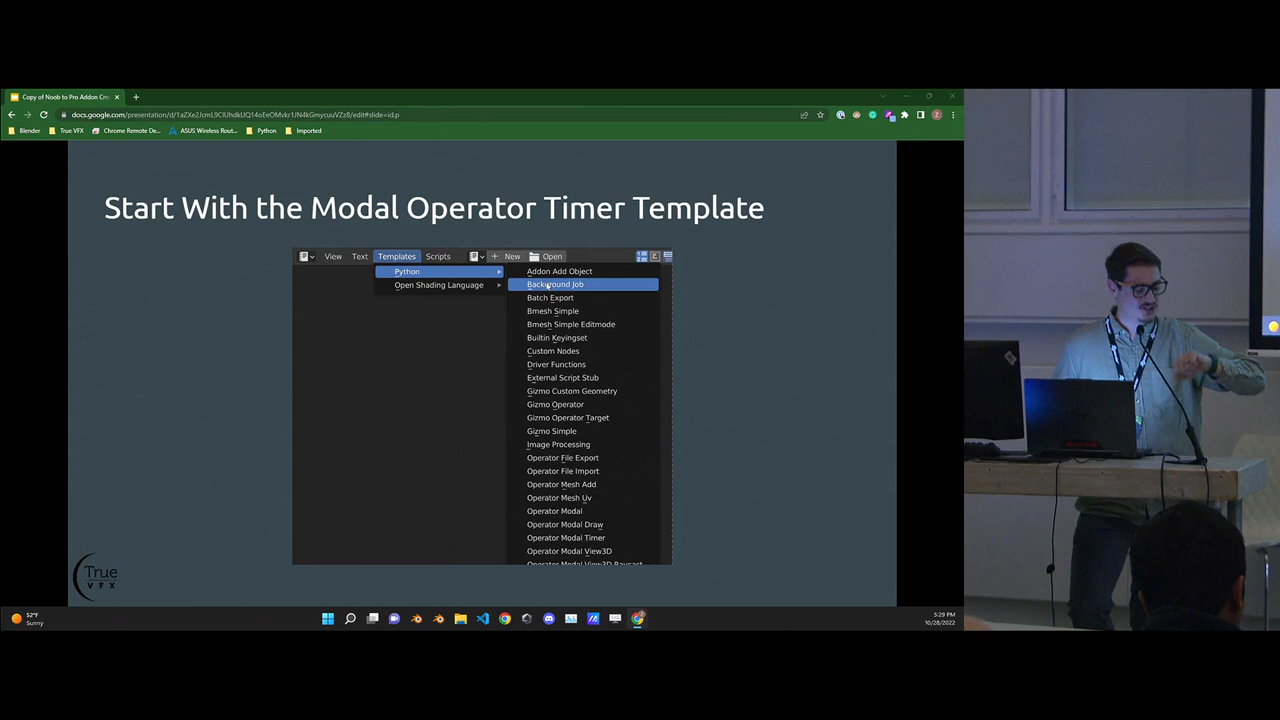 Copy of Noob to Pro Addon Cre
docs.google.com/presentation/d/
Blender True VFX Chrome Remote De... ASUS Wireless Rout... Python Imported
Start With the Modal Operator Timer Template
View Text Templates Scripts New Open
Python
Open Shading Language
Addon Add Object
Background Job
Batch Export
Bmesh Simple
Bmesh Simple Editmode
Builtin Keyingset
Custom Nodes
Driver Functions
External Script Stub
Gizmo Custom Geometry
Gizmo Operator
Gizmo Operator Target
Gizmo Simple
Image Processing
Operator File Export
Operator File Import
Operator Mesh Add
Operator Mesh Uv
Operator Modal
Operator Modal Draw
Operator Modal Timer
Operator Modal View3D
Operator Modal View3D Raycast
True
VFX
52°F
Sunny
5:29 PM
10/28/2022